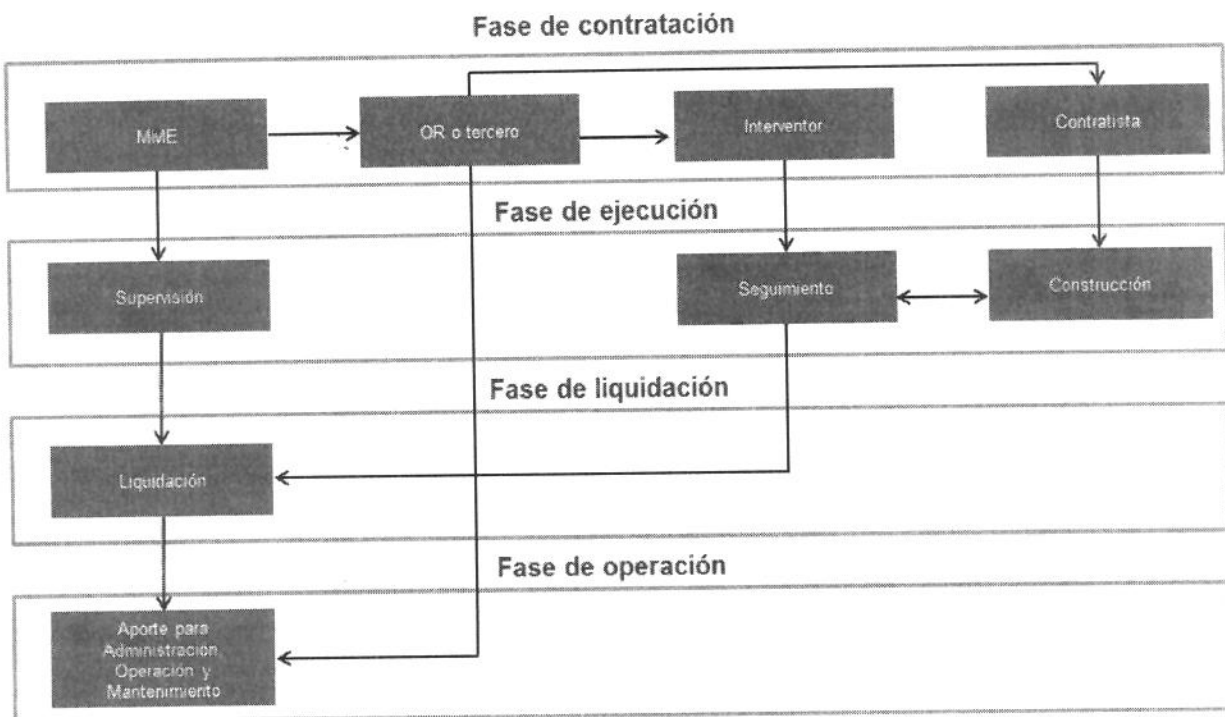 Fase de contratación
MME
OR o tercero
Interventor
Contratista
Fase de ejecución
Supervisión
Seguimiento
Construcción
Fase de liquidación
Liquidación
Fase de operación
Aporte para
Administración,
Operación y
Mantenimiento